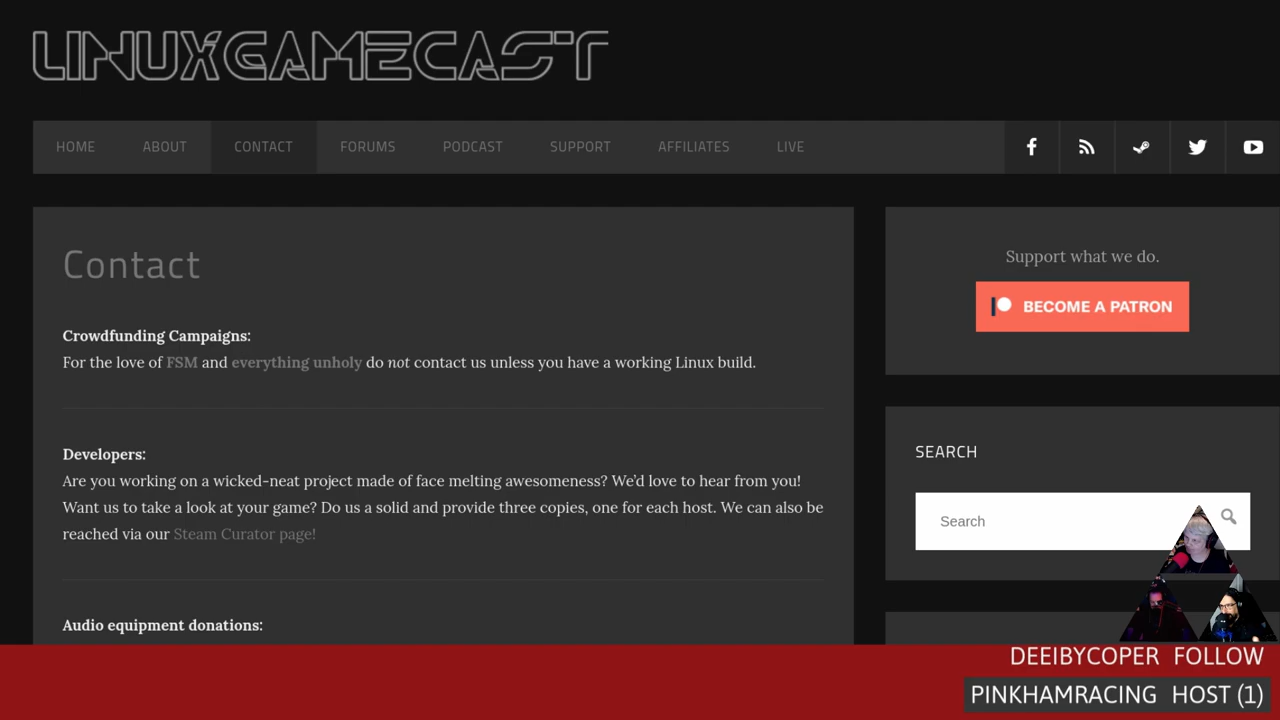 LINUXGAMECAST
HOME ABOUT CONTACT FORUMS PODCAST SUPPORT AFFILIATES LIVE
Contact
Crowdfunding Campaigns:
For the love of FSM and everything unholy do not contact us unless you have a working Linux build.
Developers:
Are you working on a wicked-neat project made of face melting awesomeness? We'd love to hear from you!
Want us to take a look at your game? Do us a solid and provide three copies, one for each host. We can also be
reached via our Steam Curator page!
Audio equipment donations:
Support what we do.
BECOME A PATRON
SEARCH
Search
DEEIBYCOPER FOLLOW
PINKHAMRACING HOST (1)